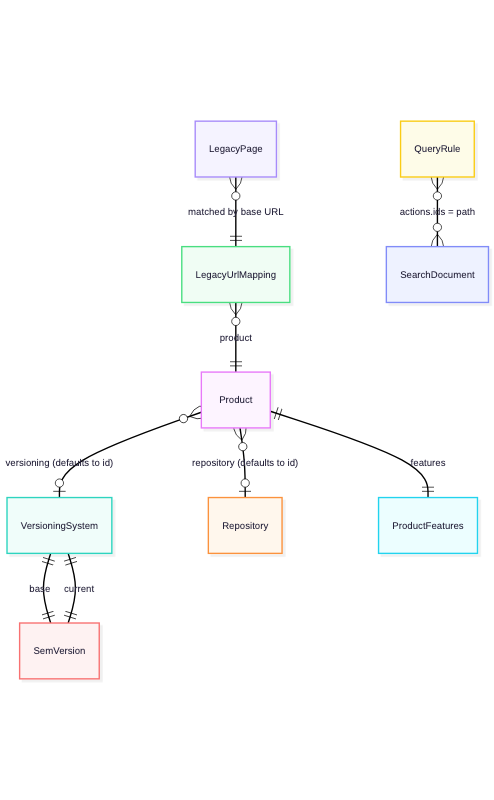 LegacyPage
QueryRule
matched by base URL
actions.ids = path
LegacyUrlMapping
SearchDocument
product
Product
versioning (defaults to id)
repository (defaults to id)
features
VersioningSystem
Repository
ProductFeatures
base
current
SemVersion